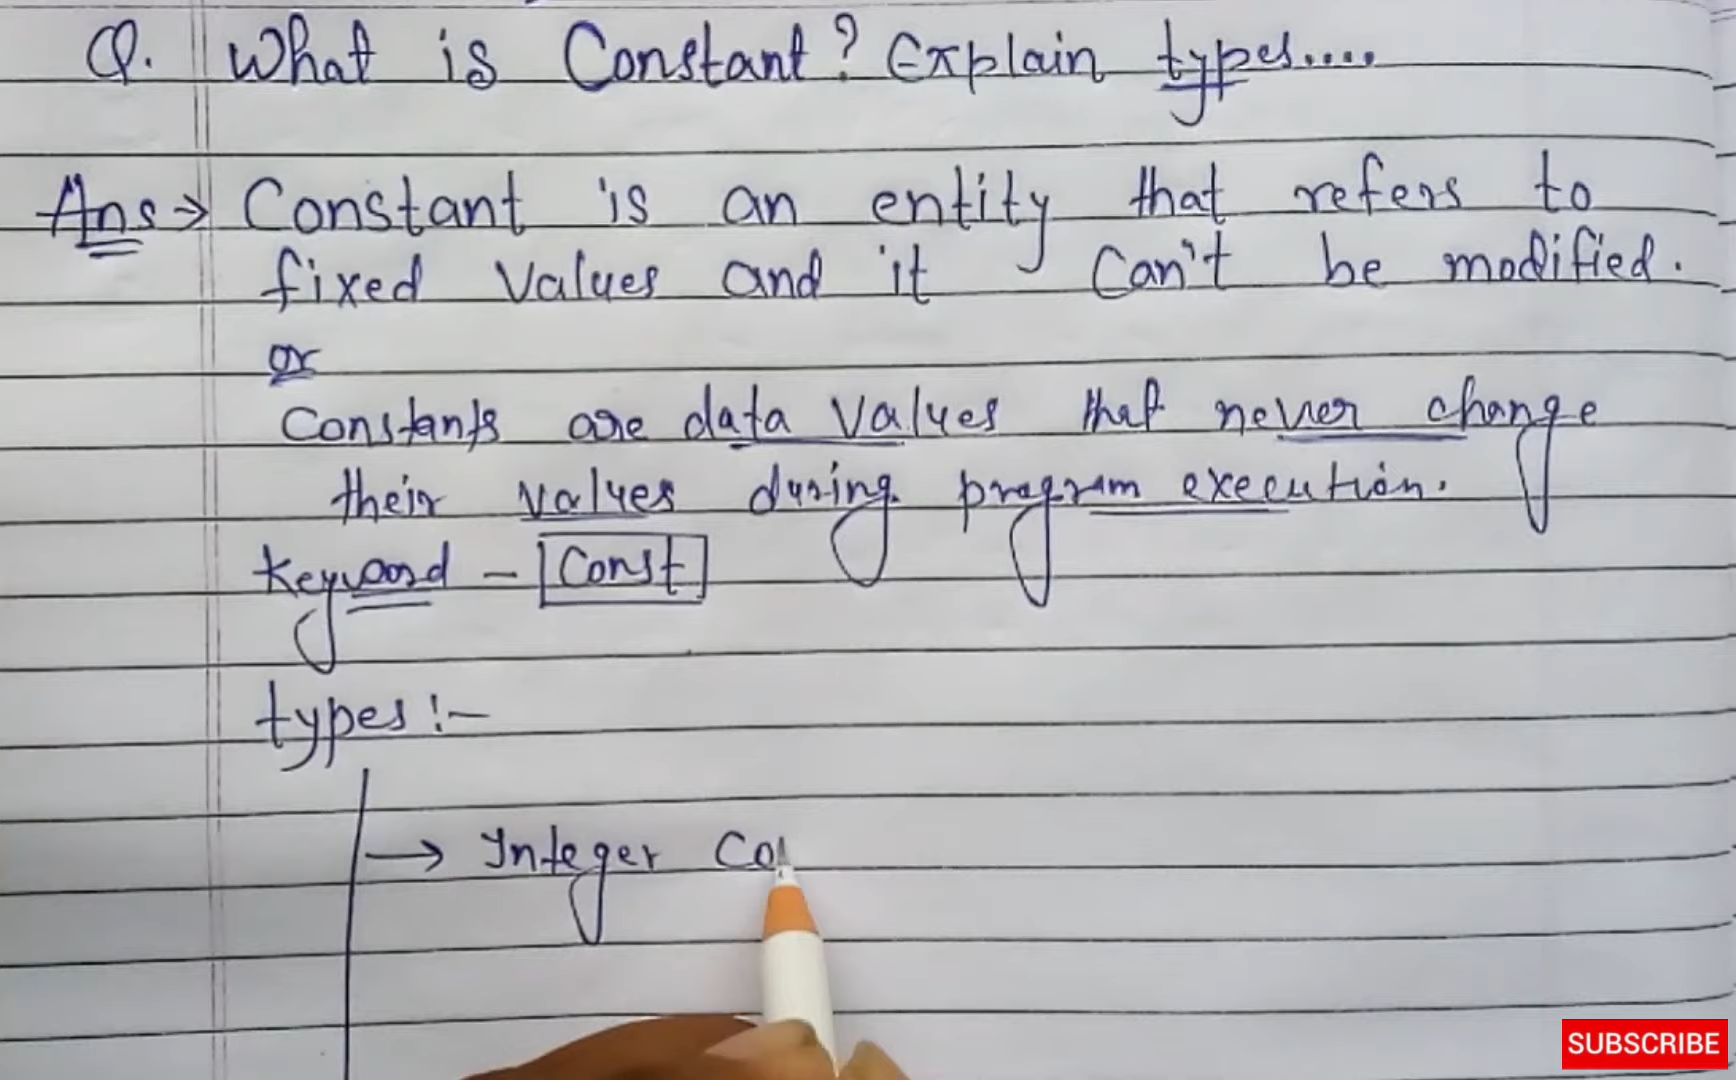 Q. What is Constant? Explain types....
Ans → Constant is an entity that refers to
fixed values and it can't be modified.
or
Constants are data values that never change
their values during program execution.
keyword - Const
types :-
→ Integer Co
SUBSCRIBE